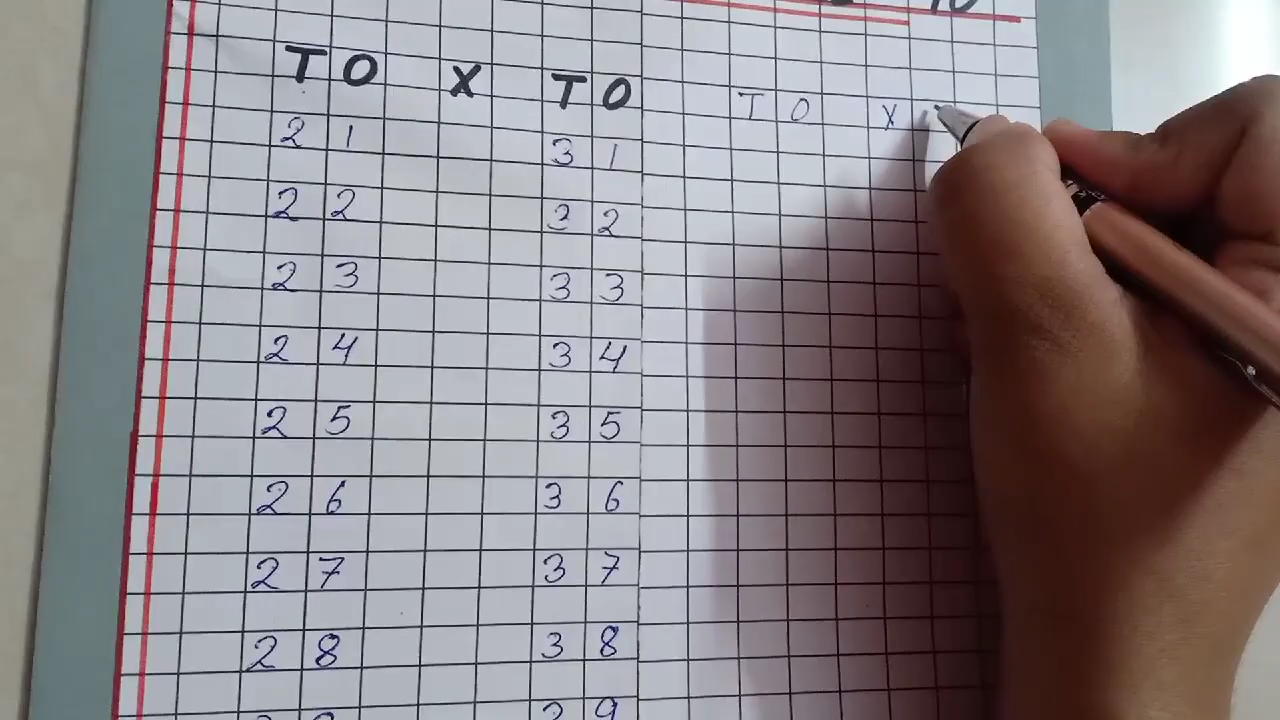 10
T O X T O T O X
2 1 3 1
2 2 3 2
2 3 3 3
2 4 3 4
2 5 3 5
2 6 3 6
2 7 3 7
2 8 3 8
9